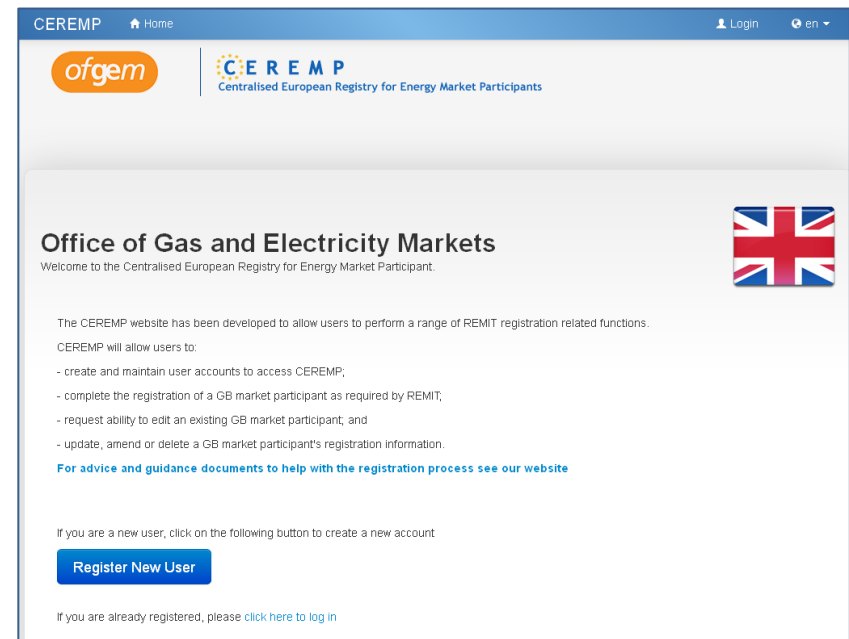 CEREMP Home Login en
ofgem
CEREMP
Centralised European Registry for Energy Market Participants
Office of Gas and Electricity Markets
Welcome to the Centralised European Registry for Energy Market Participant.
The CEREMP website has been developed to allow users to perform a range of REMIT registration related functions.
CEREMP will allow users to:
- create and maintain user accounts to access CEREMP;
- complete the registration of a GB market participant as required by REMIT;
- request ability to edit an existing GB market participant; and
- update, amend or delete a GB market participant's registration information.
For advice and guidance documents to help with the registration process see our website
If you are a new user, click on the following button to create a new account
Register New User
If you are already registered, please click here to log in